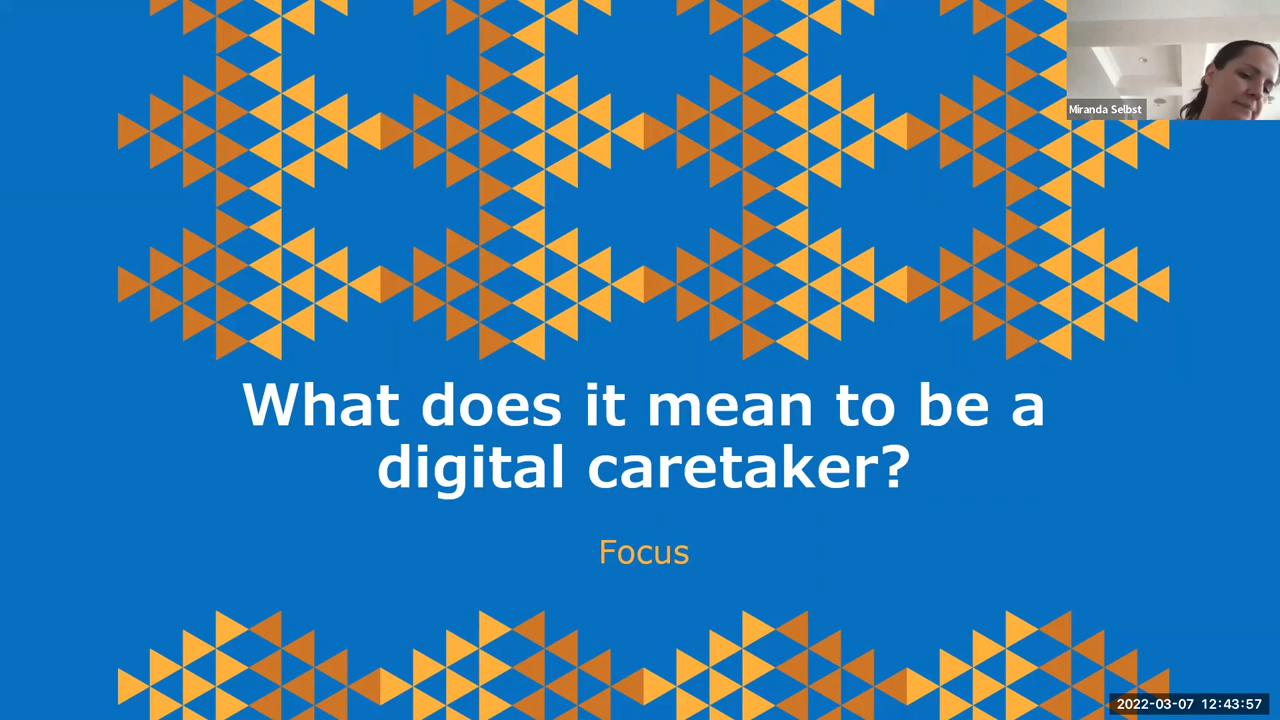 Miranda Selbst
What does it mean to be a
digital caretaker?
Focus
2022-03-07 12:43:57